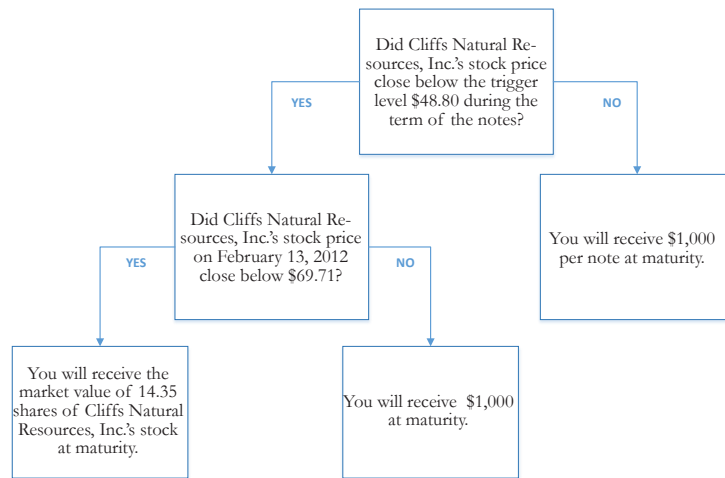 Did Cliffs Natural Re-
sources, Inc.'s stock price
close below the trigger
level $48.80 during the
term of the notes?
YES
NO
Did Cliffs Natural Re-
sources, Inc.'s stock price
on February 13, 2012
close below $69.71?
You will receive $1,000
per note at maturity.
YES
NO
You will receive the
market value of 14.35
shares of Cliffs Natural
Resources, Inc.'s stock
at maturity.
You will receive $1,000
at maturity.